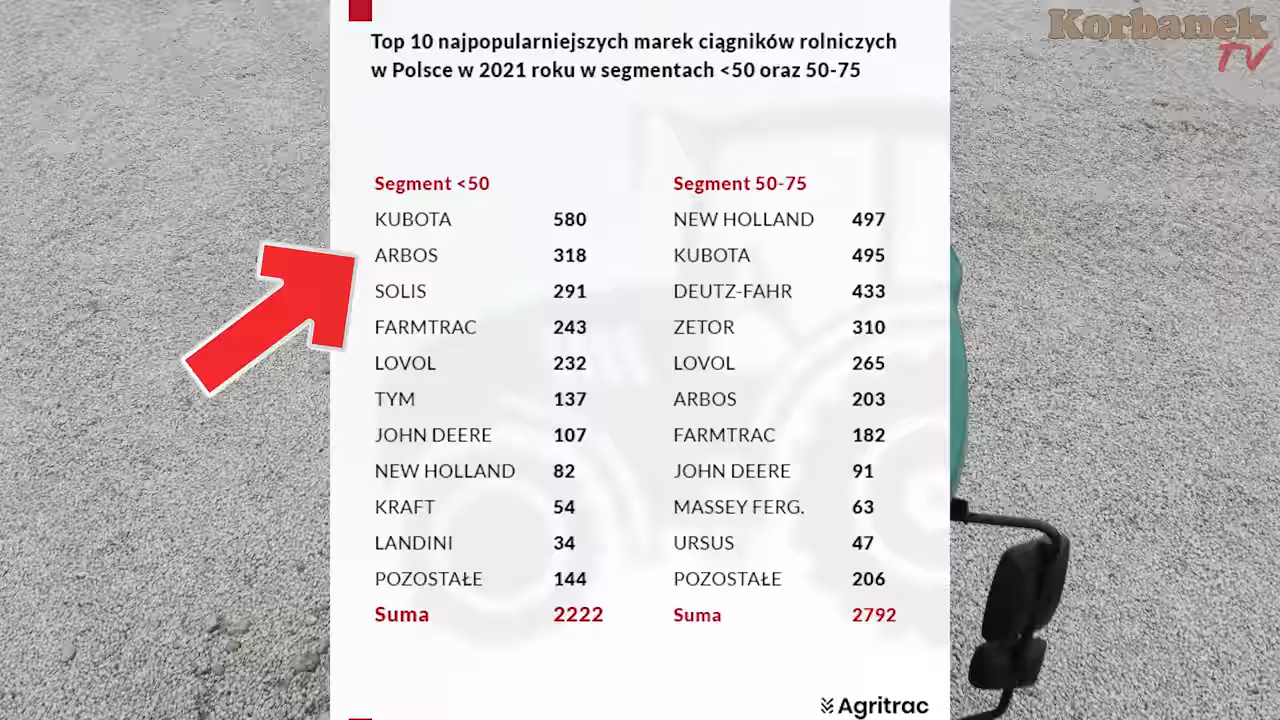 Korbanek
TV
Top 10 najpopularniejszych marek ciągników rolniczych
w Polsce w 2021 roku w segmentach <50 oraz 50-75
Segment <50
KUBOTA 580
ARBOS 318
SOLIS 291
FARMTRAC 243
LOVOL 232
TYM 137
JOHN DEERE 107
NEW HOLLAND 82
KRAFT 54
LANDINI 34
POZOSTAŁE 144
Suma 2222
Segment 50-75
NEW HOLLAND 497
KUBOTA 495
DEUTZ-FAHR 433
ZETOR 310
LOVOL 265
ARBOS 203
FARMTRAC 182
JOHN DEERE 91
MASSEY FERG. 63
URSUS 47
POZOSTAŁE 206
Suma 2792
Agritrac